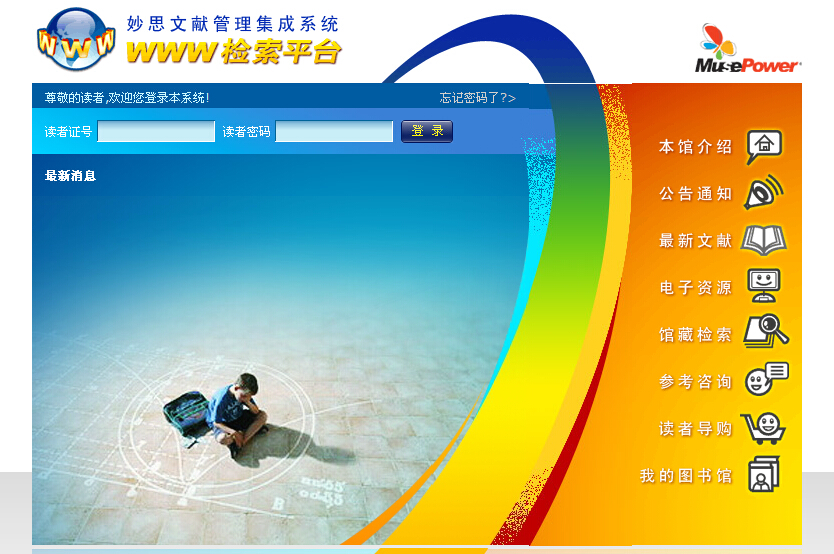 妙思文献管理集成系统
WWW
WWW检索平台
MusePower
尊敬的读者,欢迎您登录本系统!
忘记密码了?>
读者证号
读者密码
登 录
最新消息
本馆介绍
公告通知
最新文献
电子资源
馆藏检索
参考咨询
读者导购
我的图书馆